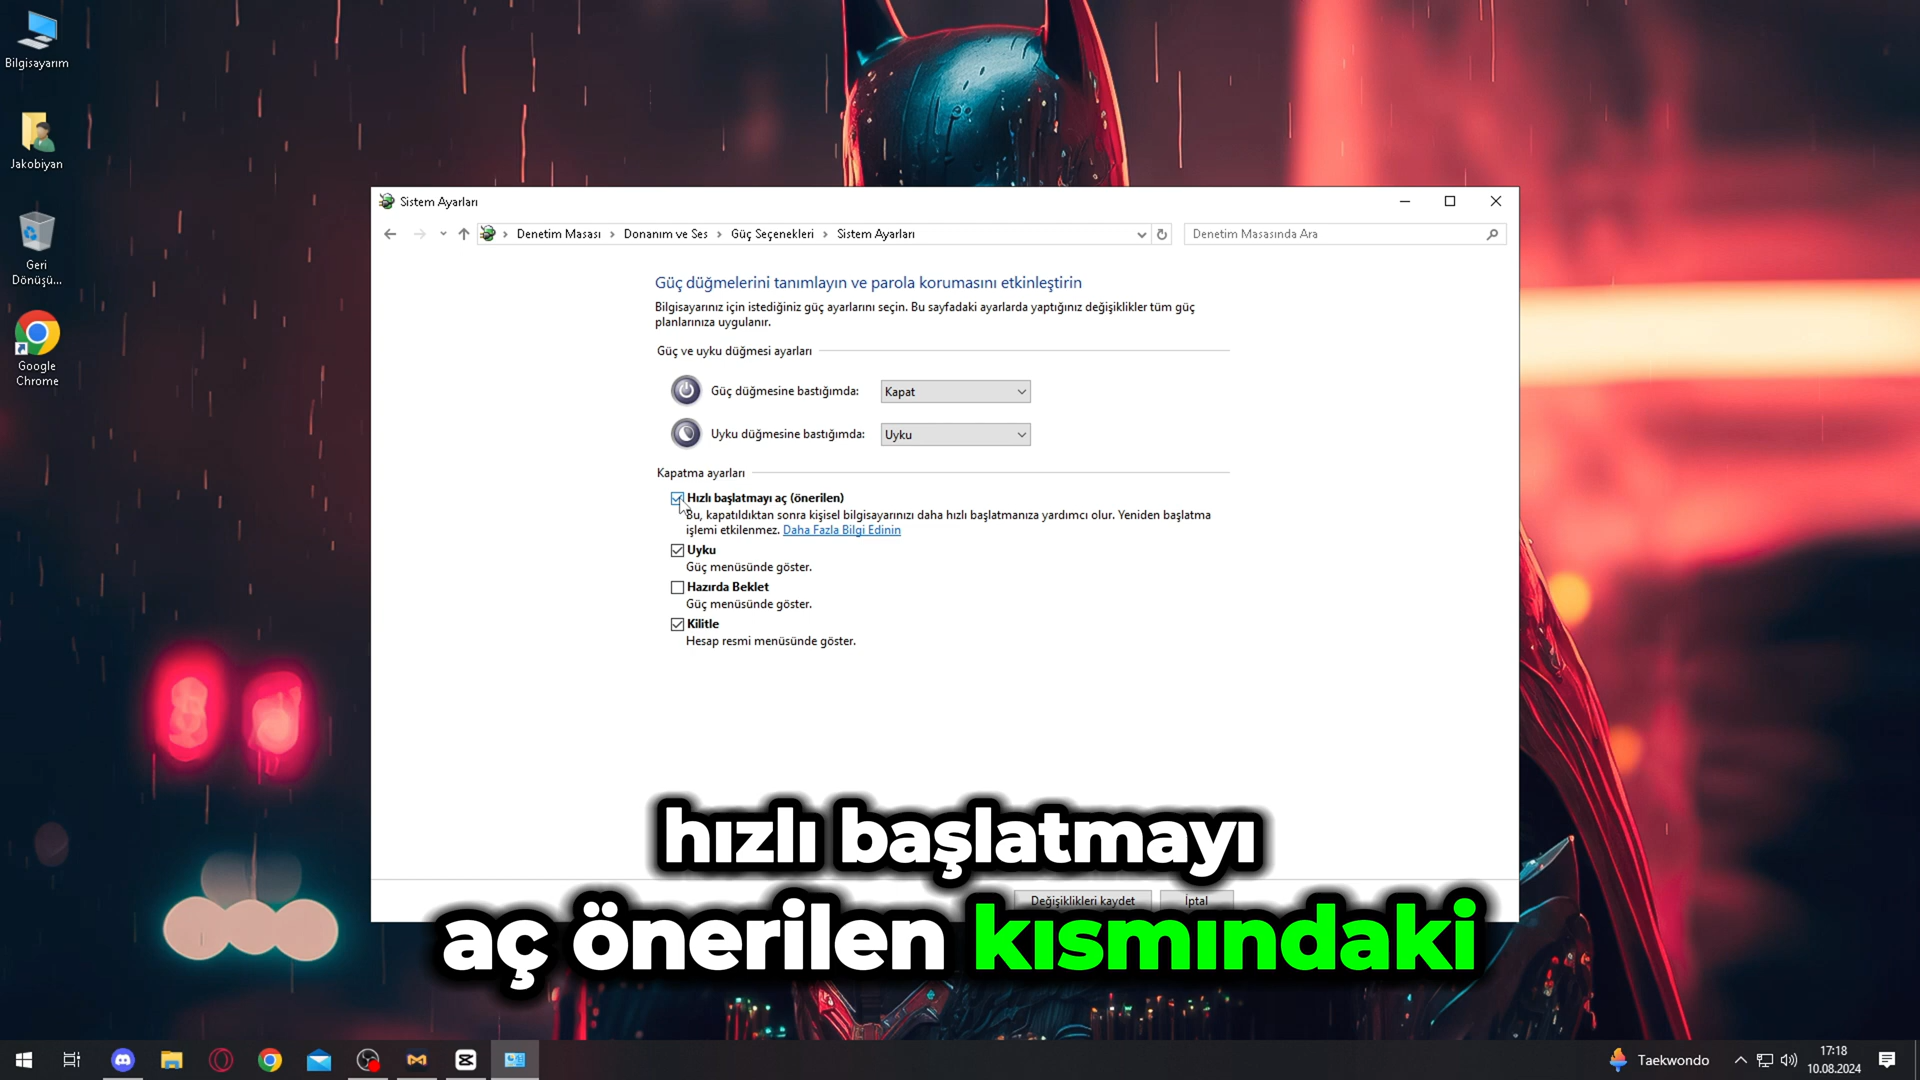 Bilgisayarım
Jakobiyan
Geri
Dönüşü...
Google
Chrome
Sistem Ayarları
Denetim Masası > Donanım ve Ses > Güç Seçenekleri > Sistem Ayarları
Denetim Masasında Ara
Güç düğmelerini tanımlayın ve parola korumasını etkinleştirin
Bilgisayarınız için istediğiniz güç ayarlarını seçin. Bu sayfadaki ayarlarda yaptığınız değişiklikler tüm güç
planlarınıza uygulanır.
Güç ve uyku düğmesi ayarları
Güç düğmesine bastığımda: Kapat
Uyku düğmesine bastığımda: Uyku
Kapatma ayarları
Hızlı başlatmayı aç (önerilen)
Bu, kapatıldıktan sonra kişisel bilgisayarınızı daha hızlı başlatmanıza yardımcı olur. Yeniden başlatma
işlemi etkilenmez. Daha Fazla Bilgi Edinin
Uyku
Güç menüsünde göster.
Hazırda Beklet
Güç menüsünde göster.
Kilitle
Hesap resmi menüsünde göster.
Değişiklikleri kaydet İptal
hızlı başlatmayı
aç önerilen kısmındaki
Taekwondo
17:18
10.08.2024